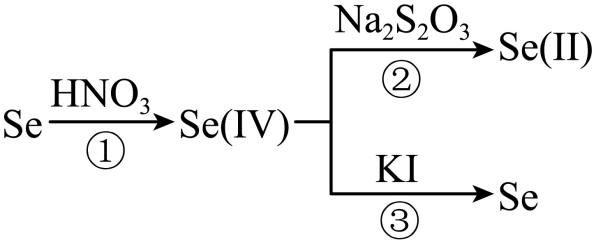 Se HNO₃ ① Se(IV)
Na₂S₂O₃ ② Se(II)
KI ③ Se